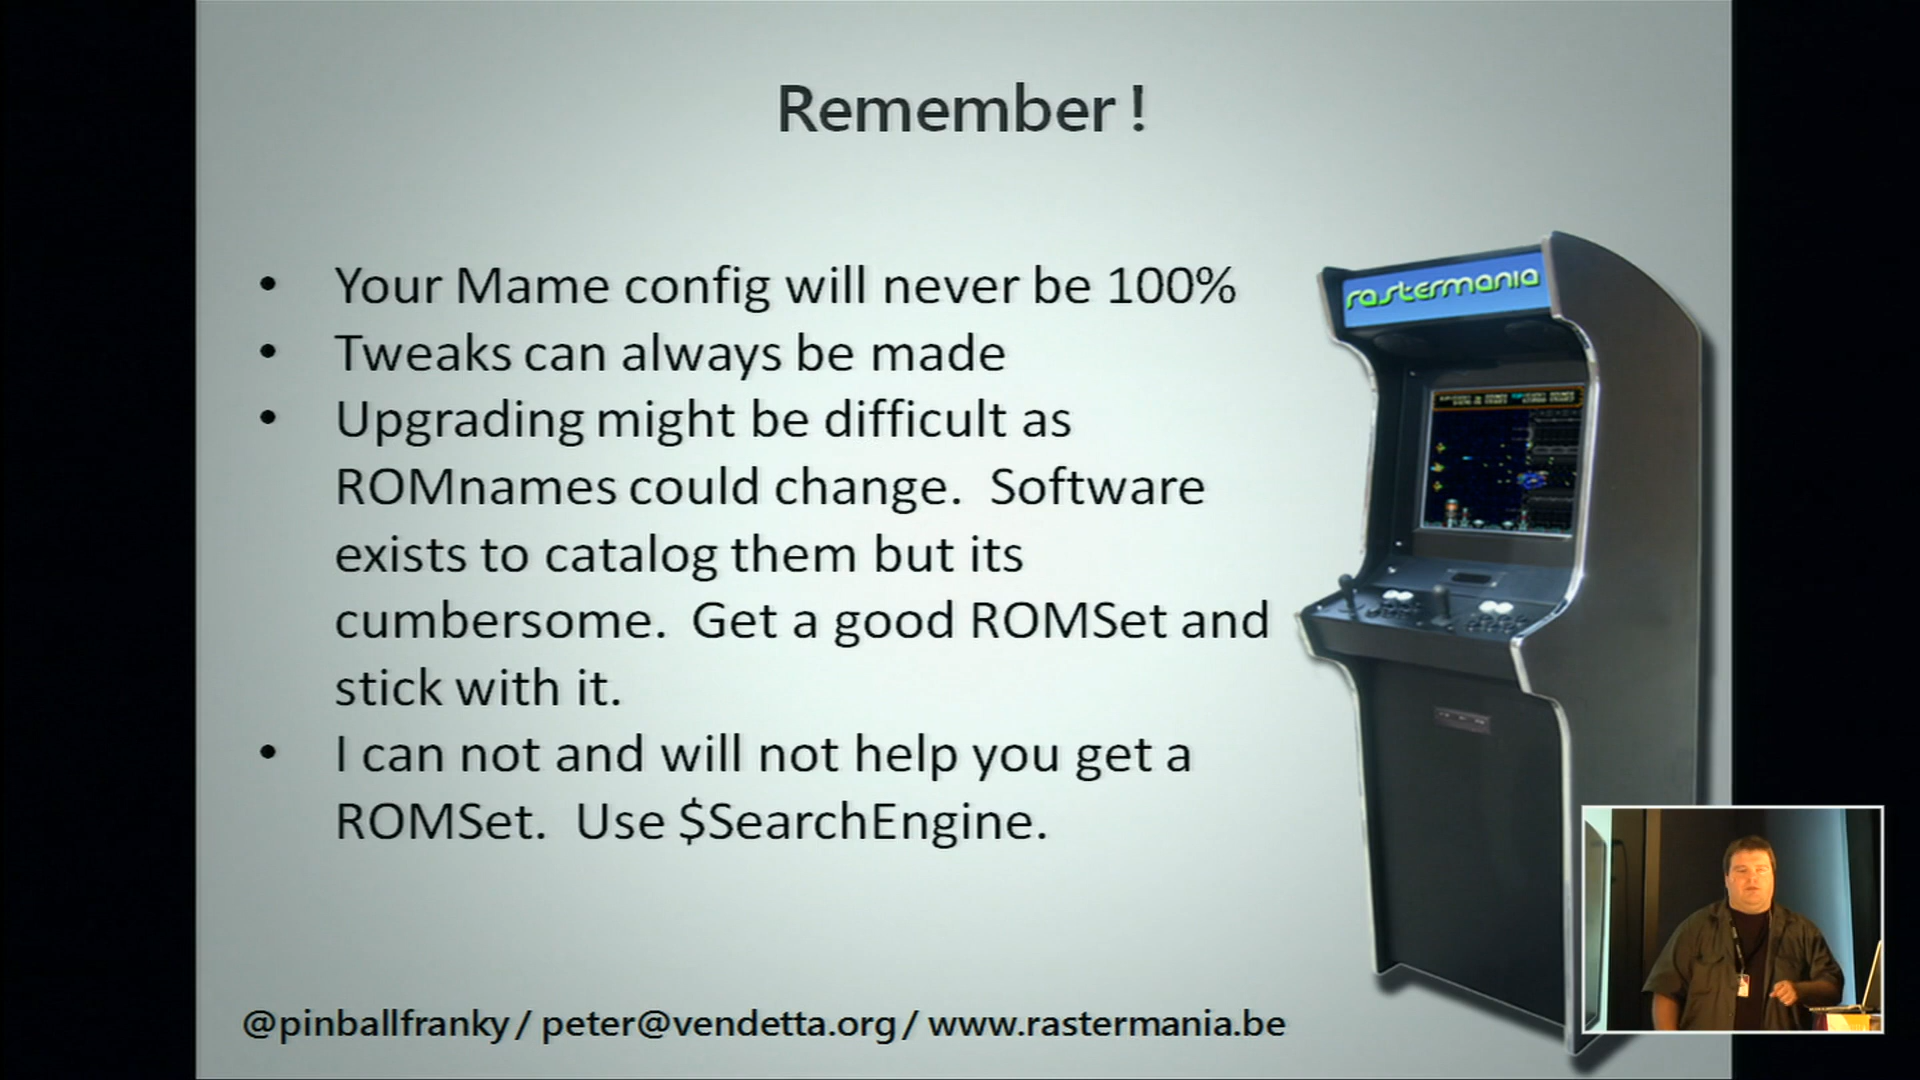 Remember !
• Your Mame config will never be 100%
• Tweaks can always be made
• Upgrading might be difficult as
ROMnames could change. Software
exists to catalog them but its
cumbersome. Get a good ROMSet and
stick with it.
• I can not and will not help you get a
ROMSet. Use $SearchEngine.
rastermania
@pinballfranky / peter@vendetta.org / www.rastermania.be